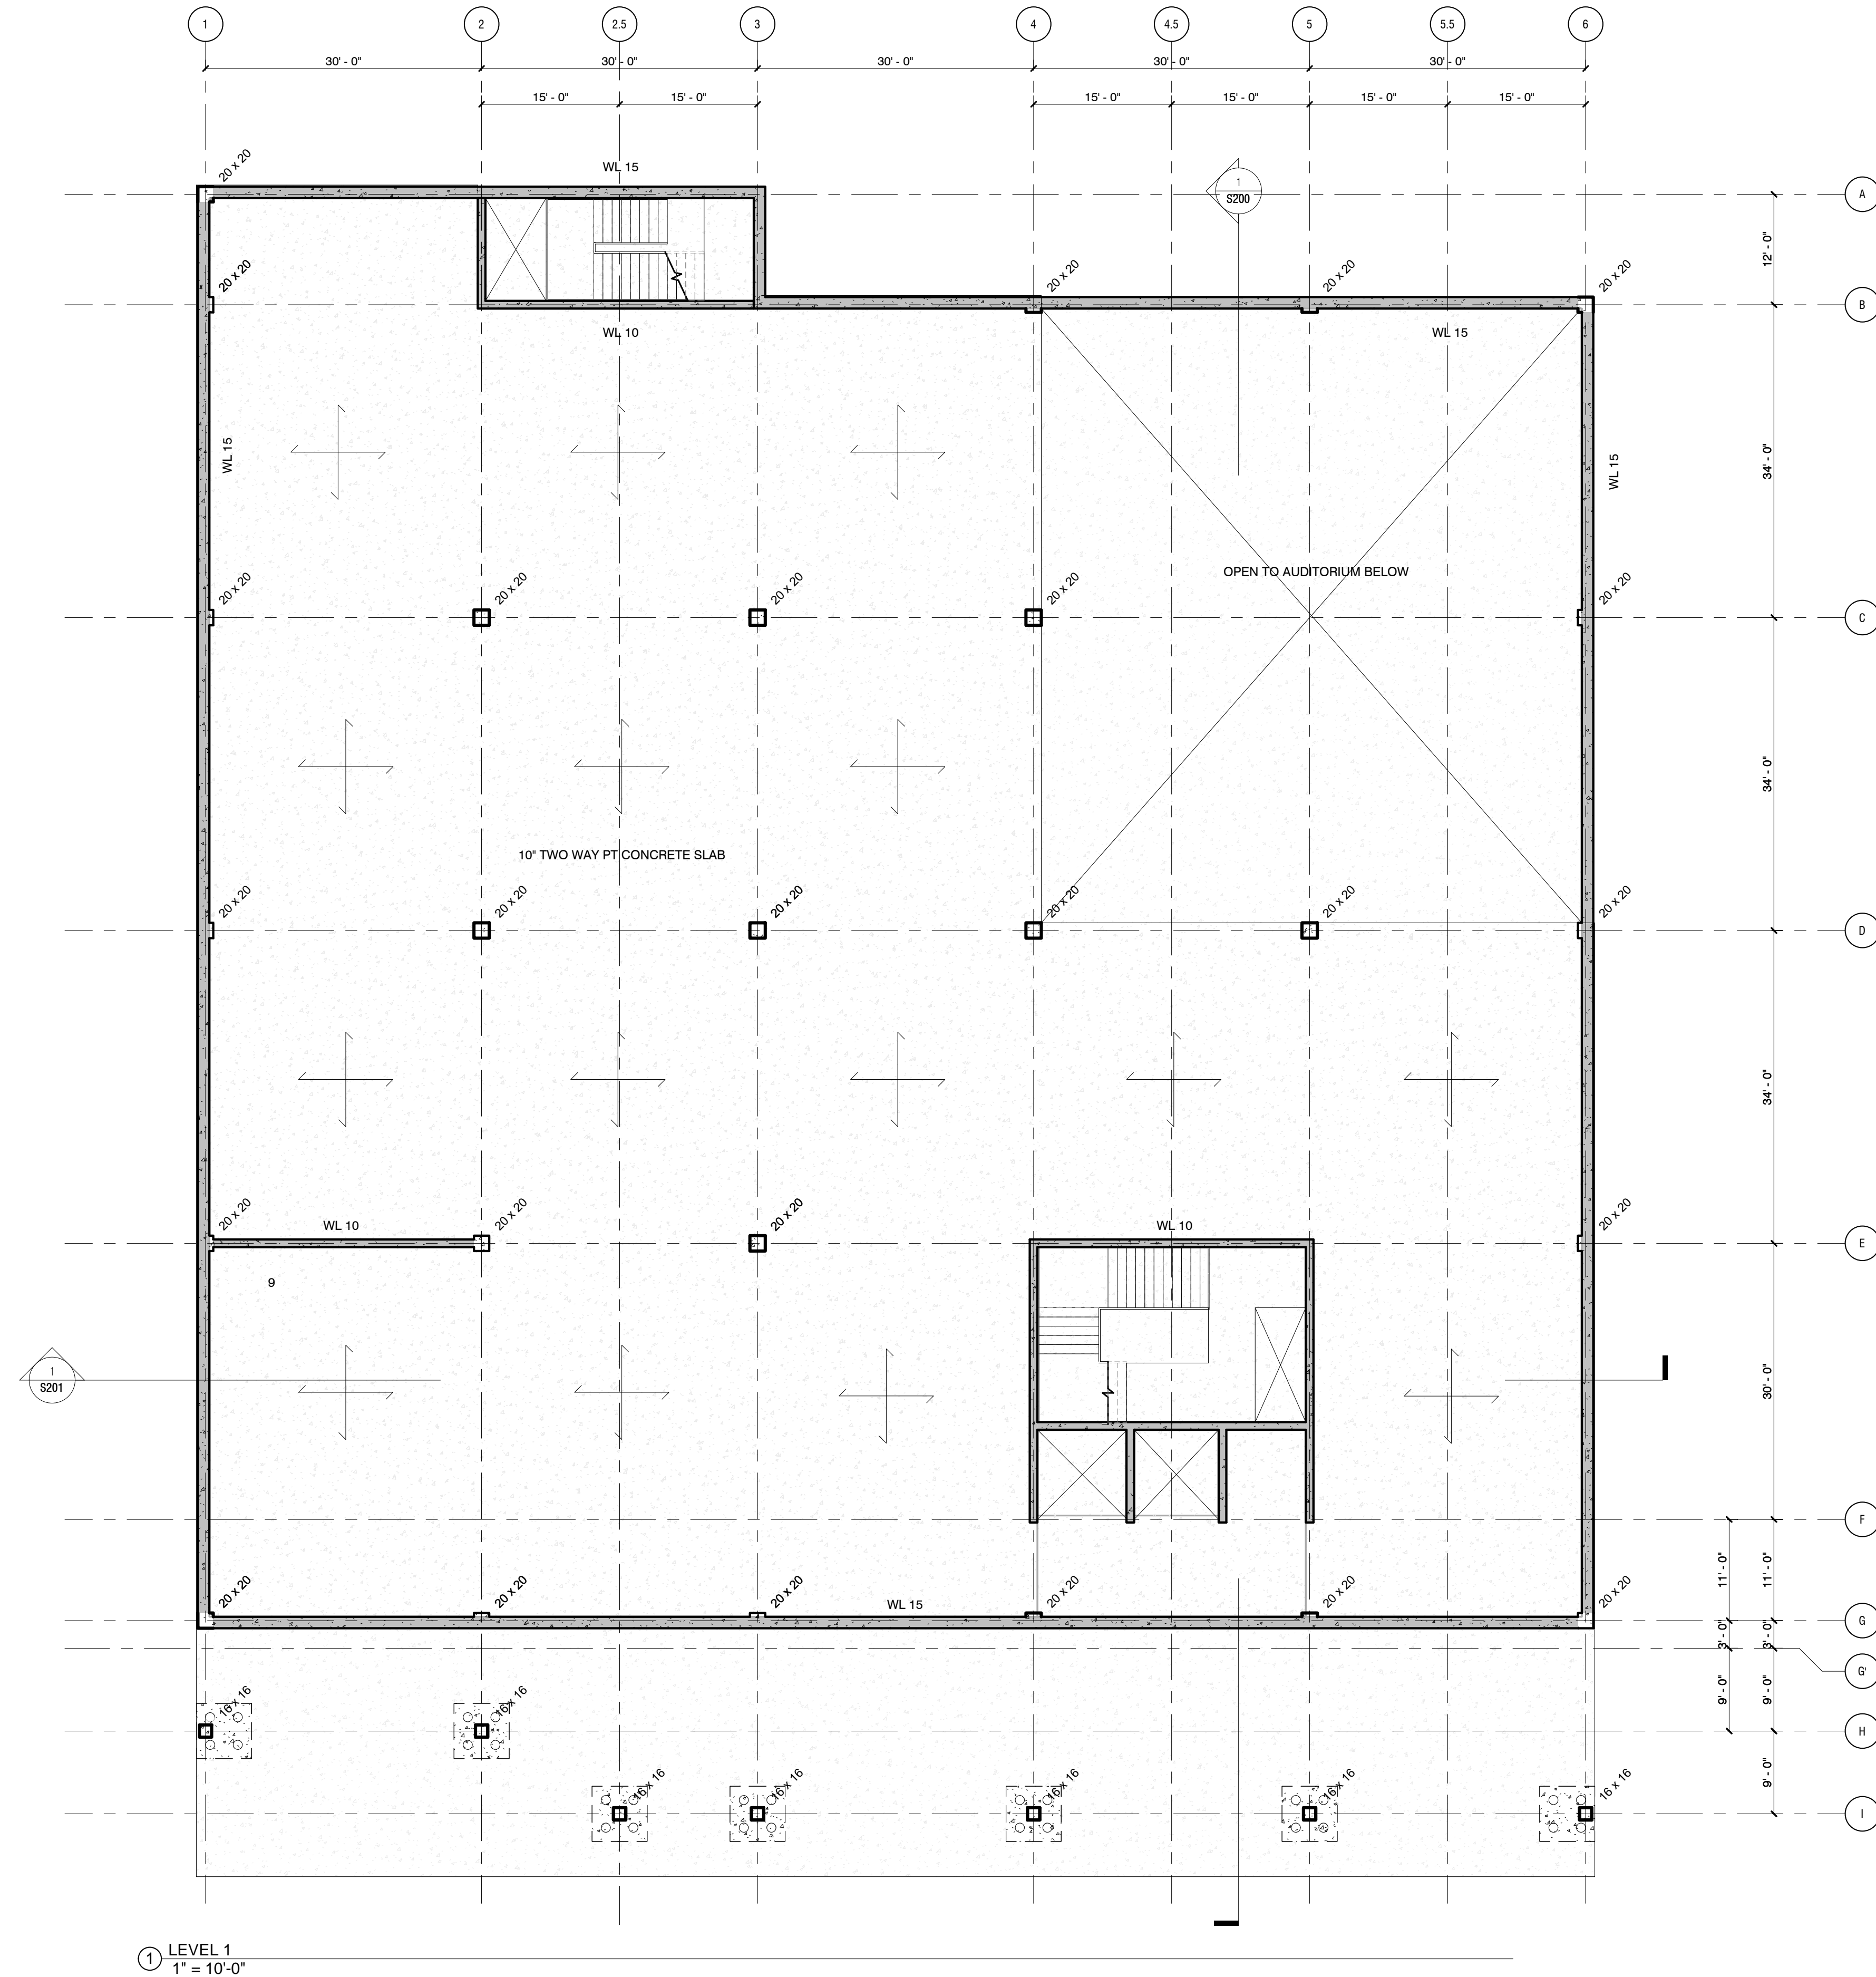 1 2 2.5 3 4 4.5 5 5.5 6
30' - 0" 30' - 0" 30' - 0" 30' - 0" 30' - 0"
15' - 0" 15' - 0" 15' - 0" 15' - 0" 15' - 0" 15' - 0"
20 x 20 WL 15
1
S200
A
12' - 0"
20 x 20 20 x 20 20 x 20 20 x 20
B
WL 10 WL 15
WL 15 34' - 0" WL 15
OPEN TO AUDITORIUM BELOW
20 x 20 20 x 20 20 x 20 20 x 20 20 x 20
C
34' - 0"
10" TWO WAY PT CONCRETE SLAB
20 x 20 20 x 20 20 x 20 20 x 20 20 x 20 20 x 20
D
34' - 0"
20 x 20 WL 10 20 x 20 20 x 20 WL 10 20 x 20
E
9
1
S201
30' - 0"
F
11' - 0" 11' - 0"
20 x 20 20 x 20 20 x 20 WL 15 20 x 20 20 x 20 20 x 20
G
3' - 0" 3' - 0"
G'
9' - 0" 9' - 0"
16 x 16 16 x 16
H
9' - 0"
16 x 16 16 x 16 16 x 16 16 x 16 16 x 16
I
1 LEVEL 1
1" = 10'-0"